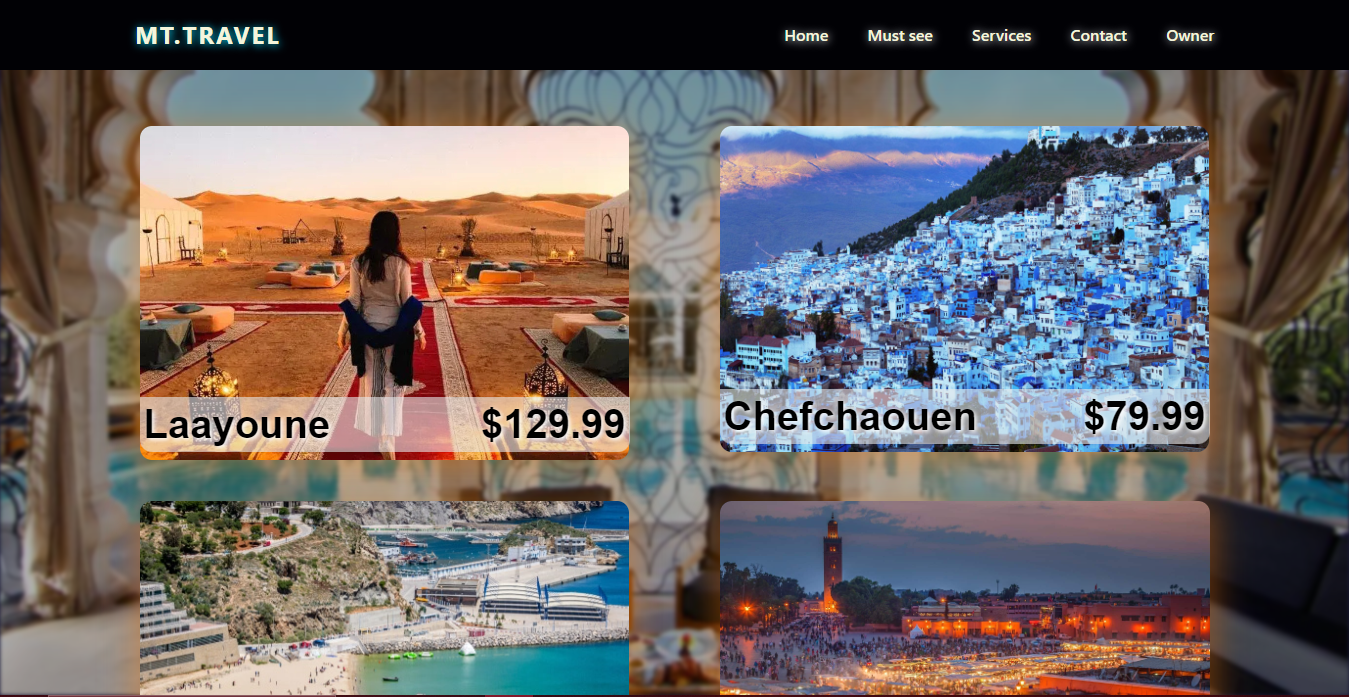 MT.TRAVEL
Home Must see Services Contact Owner
Laayoune $129.99
Chefchaouen $79.99